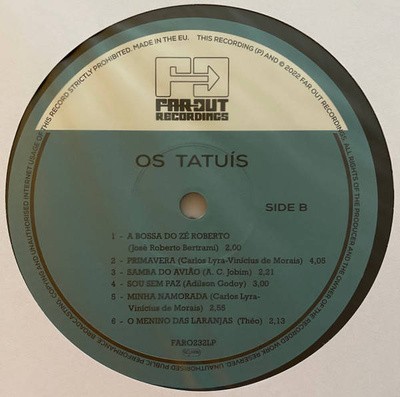 THIS RECORD STRICTLY PROHIBITED. MADE IN THE EU. THIS RECORDING (P) AND © 2022 FAR OUT RECORDINGS. ALL RIGHTS OF THE PRODUCER AND THE OWNER OF THE
FAR OUT
RECORDINGS
OS TATUÍS
SIDE B
1 - A BOSSA DO ZÉ ROBERTO
(José Roberto Bertrami) 2,00
2 - PRIMAVERA (Carlos Lyra-Vinícius de Morais) 4,05
3 - SAMBA DO AVIÃO (A. C. Jobim) 2,21
4 - SOU SEM PAZ (Adilson Godoy) 3,00
5 - MINHA NAMORADA (Carlos Lyra-
Vinícius de Morais) 2,55
6 - O MENINO DAS LARANJAS (Théo) 2,13
FARO232LP
RECORDED WORK RESERVED. UNAUTHORISED PUBLIC PERFORMANCE, BROADCASTING, COPYING AND UNAUTHORISED INTERNET USAGE OF